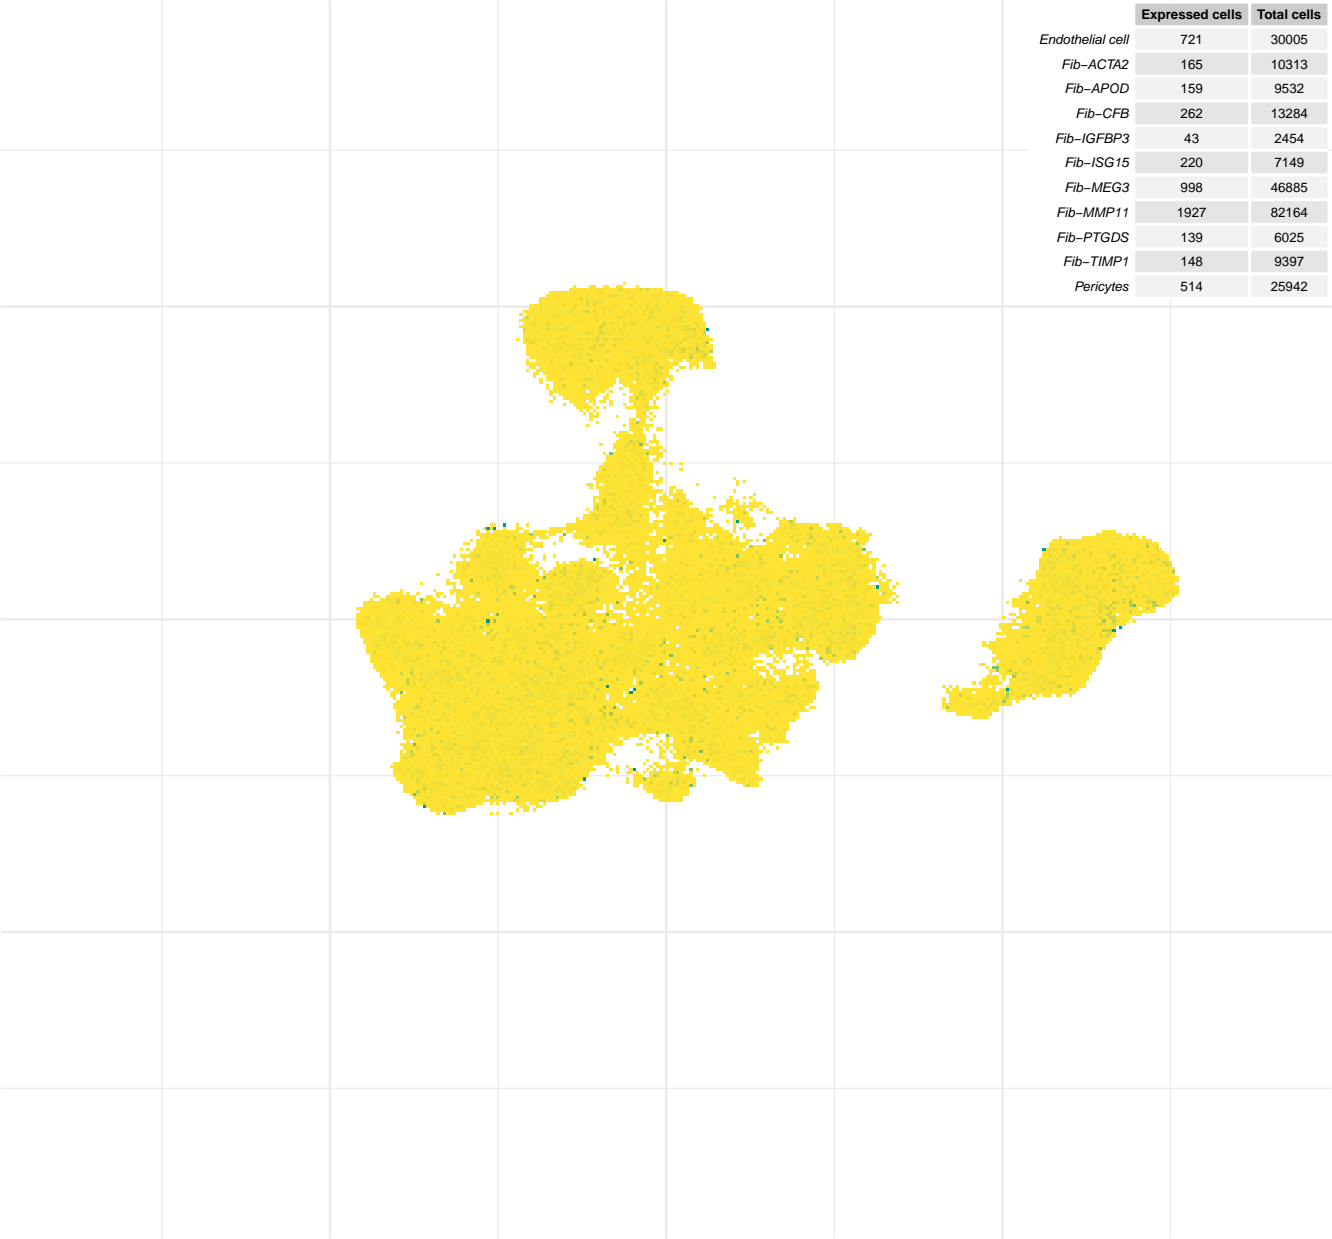 Expressed cells Total cells
Endothelial cell 721 30005
Fib−ACTA2 165 10313
Fib−APOD 159 9532
Fib−CFB 262 13284
Fib−IGFBP3 43 2454
Fib−ISG15 220 7149
Fib−MEG3 998 46885
Fib−MMP11 1927 82164
Fib−PTGDS 139 6025
Fib−TIMP1 148 9397
Pericytes 514 25942